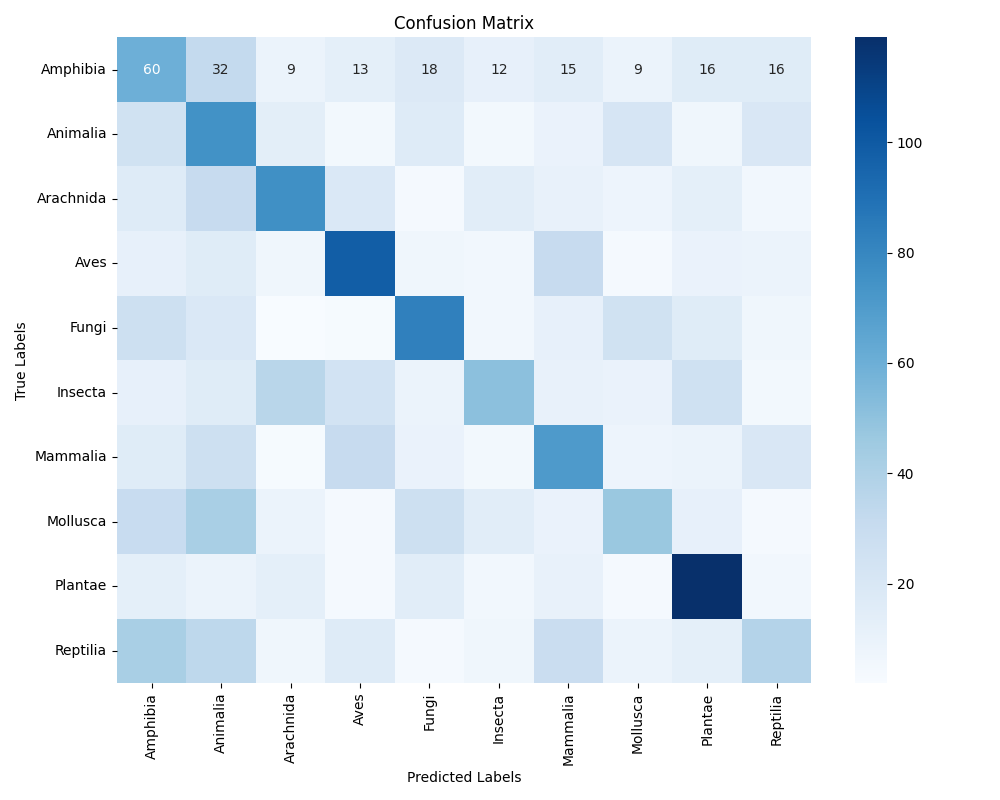 Confusion Matrix
Amphibia 60 32 9 13 18 12 15 9 16 16
Animalia
Arachnida
Aves
Fungi
Insecta
Mammalia
Mollusca
Plantae
Reptilia
True Labels
Amphibia Animalia Arachnida Aves Fungi Insecta Mammalia Mollusca Plantae Reptilia
Predicted Labels
100
80
60
40
20